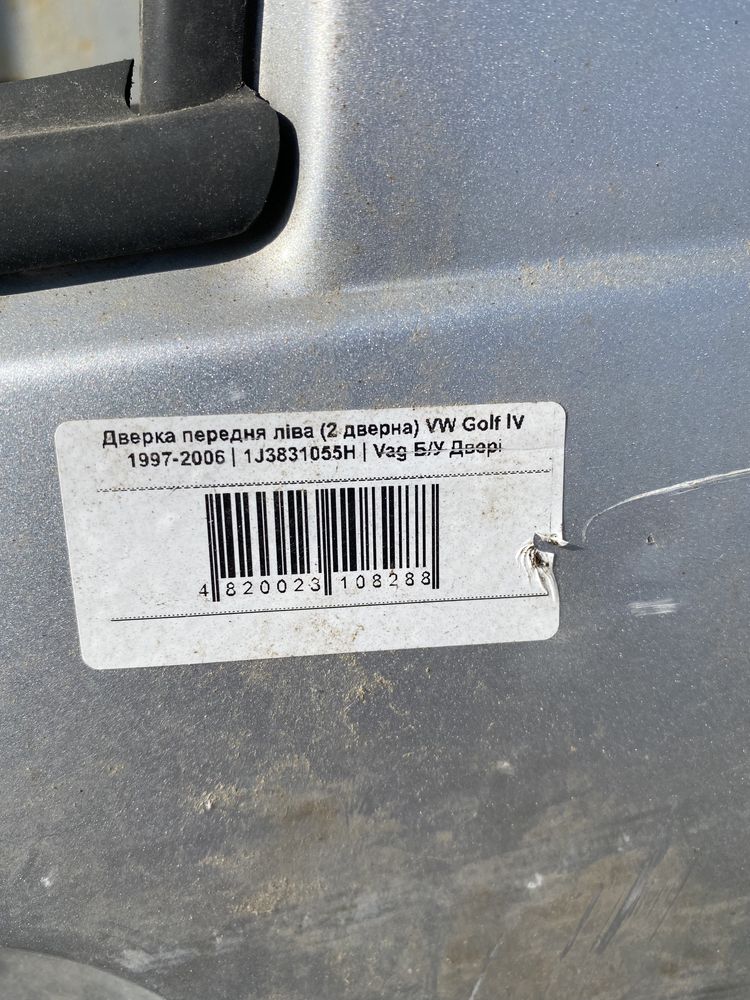 Дверка передня ліва (2 дверна) VW Golf IV
1997-2006 | 1J3831055H | Vag Б/У Двері
4 820023 108288